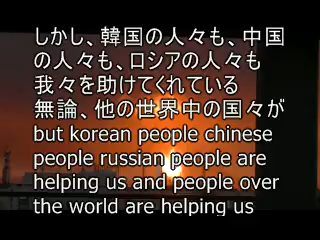 しかし、韓国の人々も、中国
の人々も、ロシアの人々も
我々を助けてくれている
無論、他の世界中の国々が
but korean people chinese
people russian people are
helping us and people over
the world are helping us